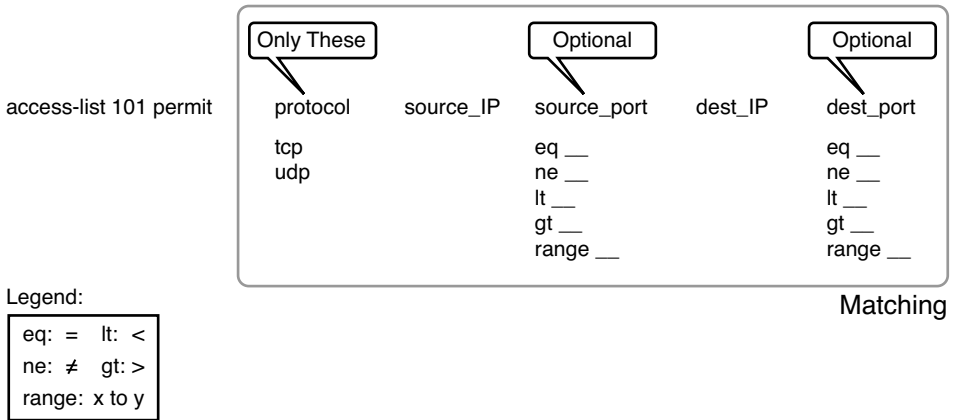 Only These Optional Optional
access-list 101 permit protocol source_IP source_port dest_IP dest_port
tcp eq __ eq __
udp ne __ ne __
lt __ lt __
gt __ gt __
range __ range __
Matching
Legend:
eq: = lt: <
ne: ≠ gt: >
range: x to y